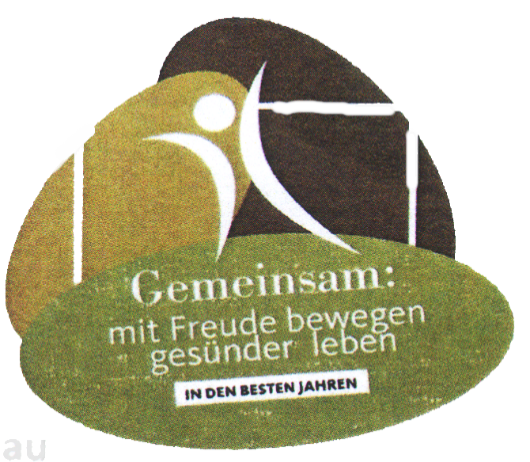 Gemeinsam:
mit Freude bewegen
gesünder leben
IN DEN BESTEN JAHREN
au